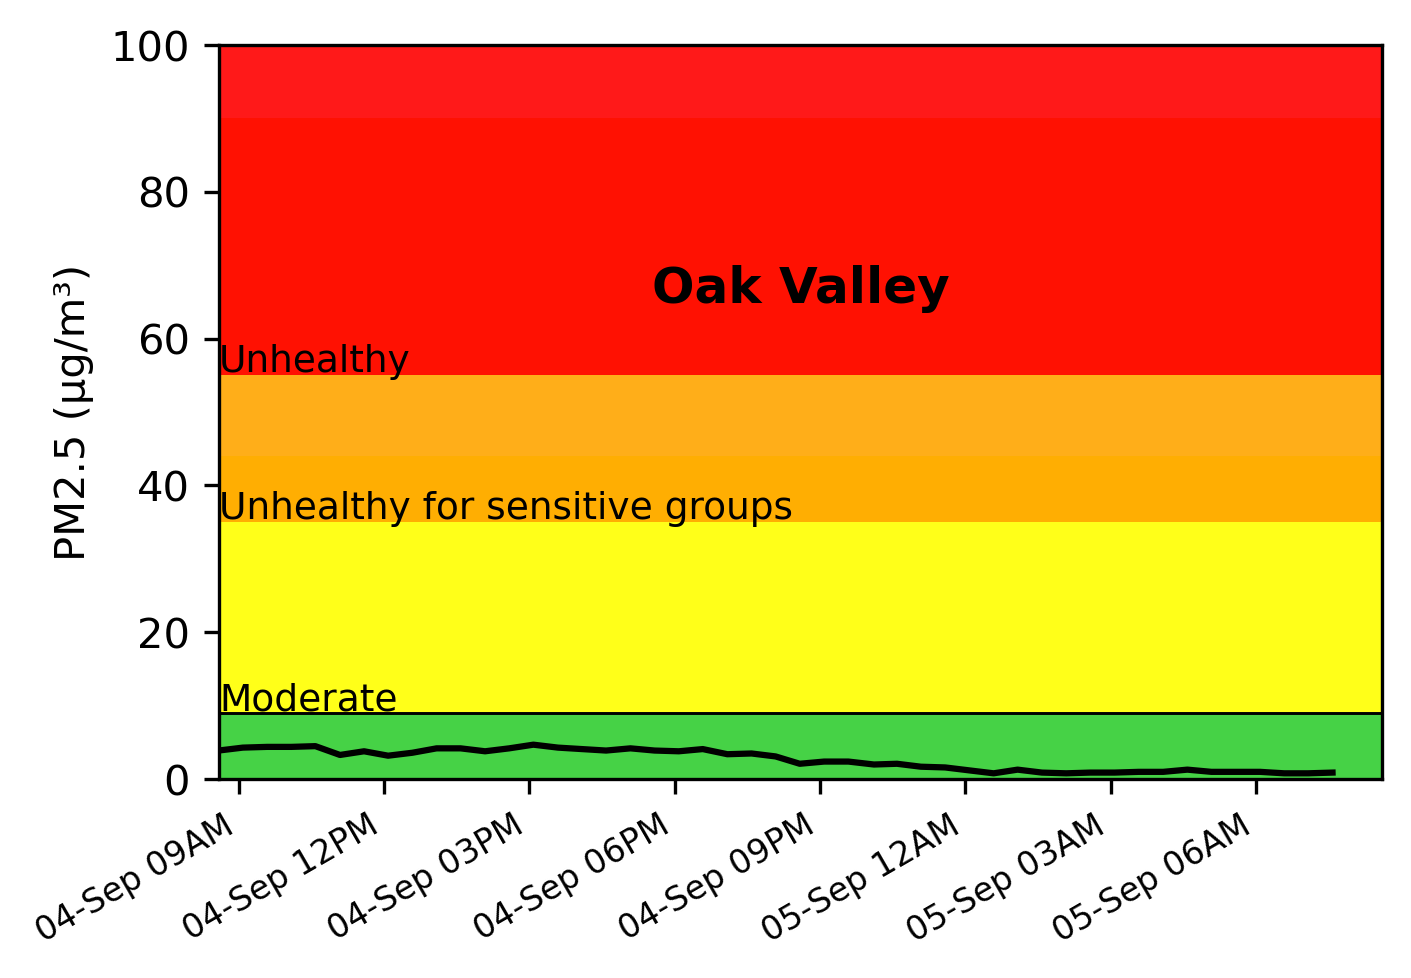 100
80
60
40
20
0
PM2.5 (µg/m³)
Oak Valley
Unhealthy
Unhealthy for sensitive groups
Moderate
04-Sep 09AM
04-Sep 12PM
04-Sep 03PM
04-Sep 06PM
04-Sep 09PM
05-Sep 12AM
05-Sep 03AM
05-Sep 06AM